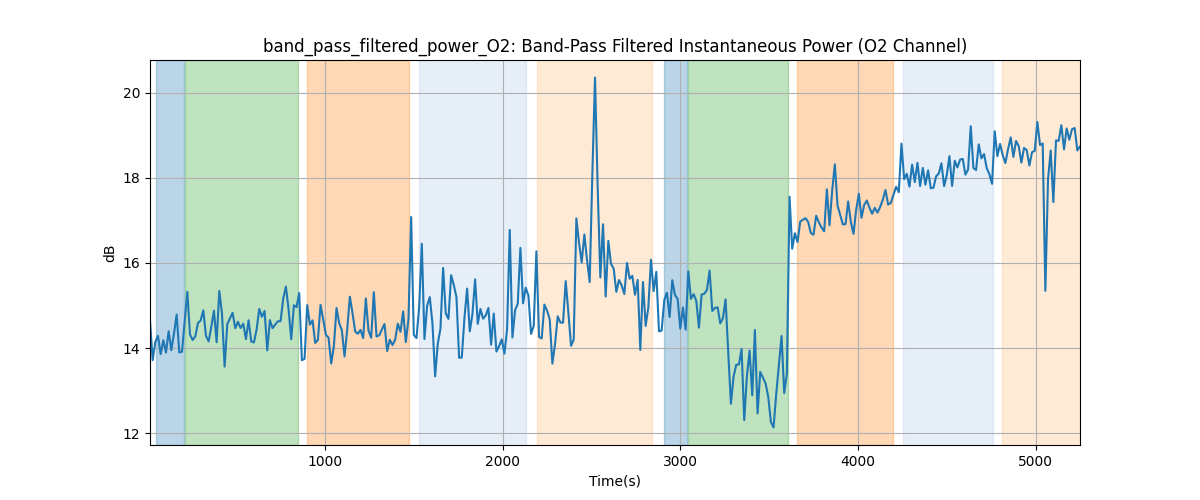 band_pass_filtered_power_O2: Band-Pass Filtered Instantaneous Power (O2 Channel)
20
18
16
14
12
dB
1000 2000 3000 4000 5000
Time(s)